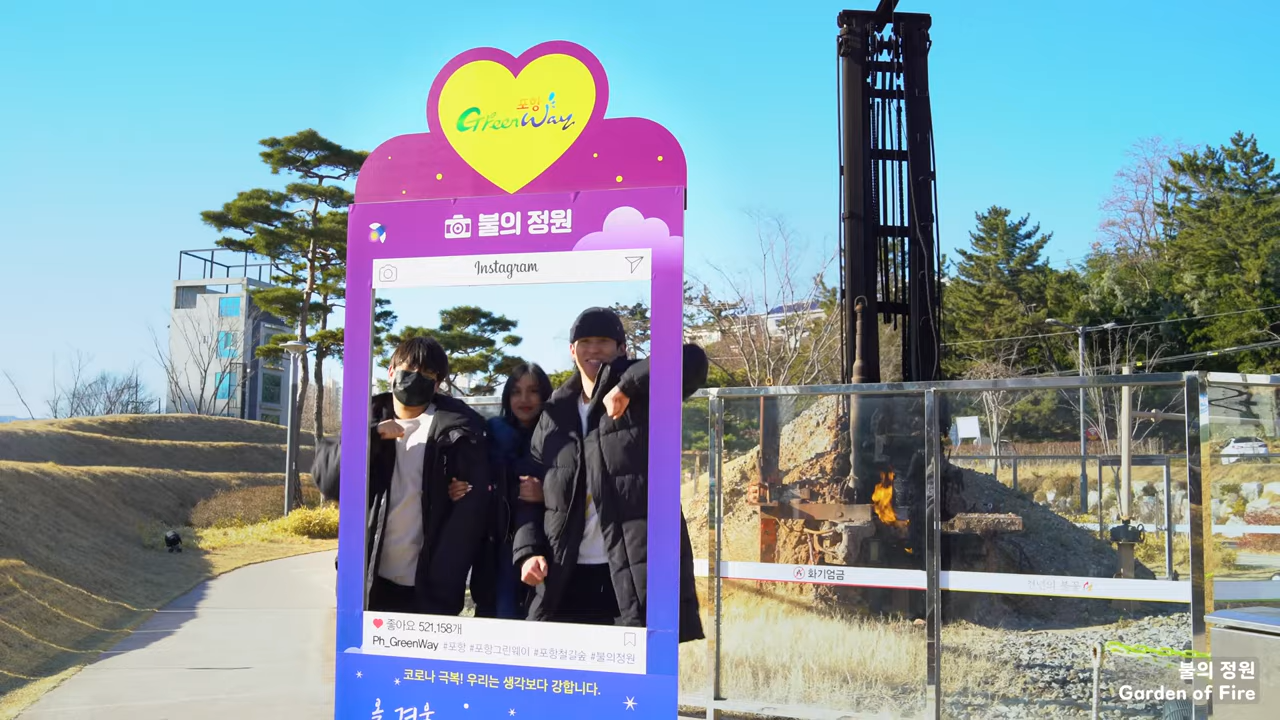 포항
GreenWay
불의 정원
Instagram
좋아요 521,158개
Ph_GreenWay #포항 #포항그린웨이 #포항철길숲 #불의정원
코로나 극복! 우리는 생각보다 강합니다.
올 겨울
화기엄금
불의 정원
Garden of Fire